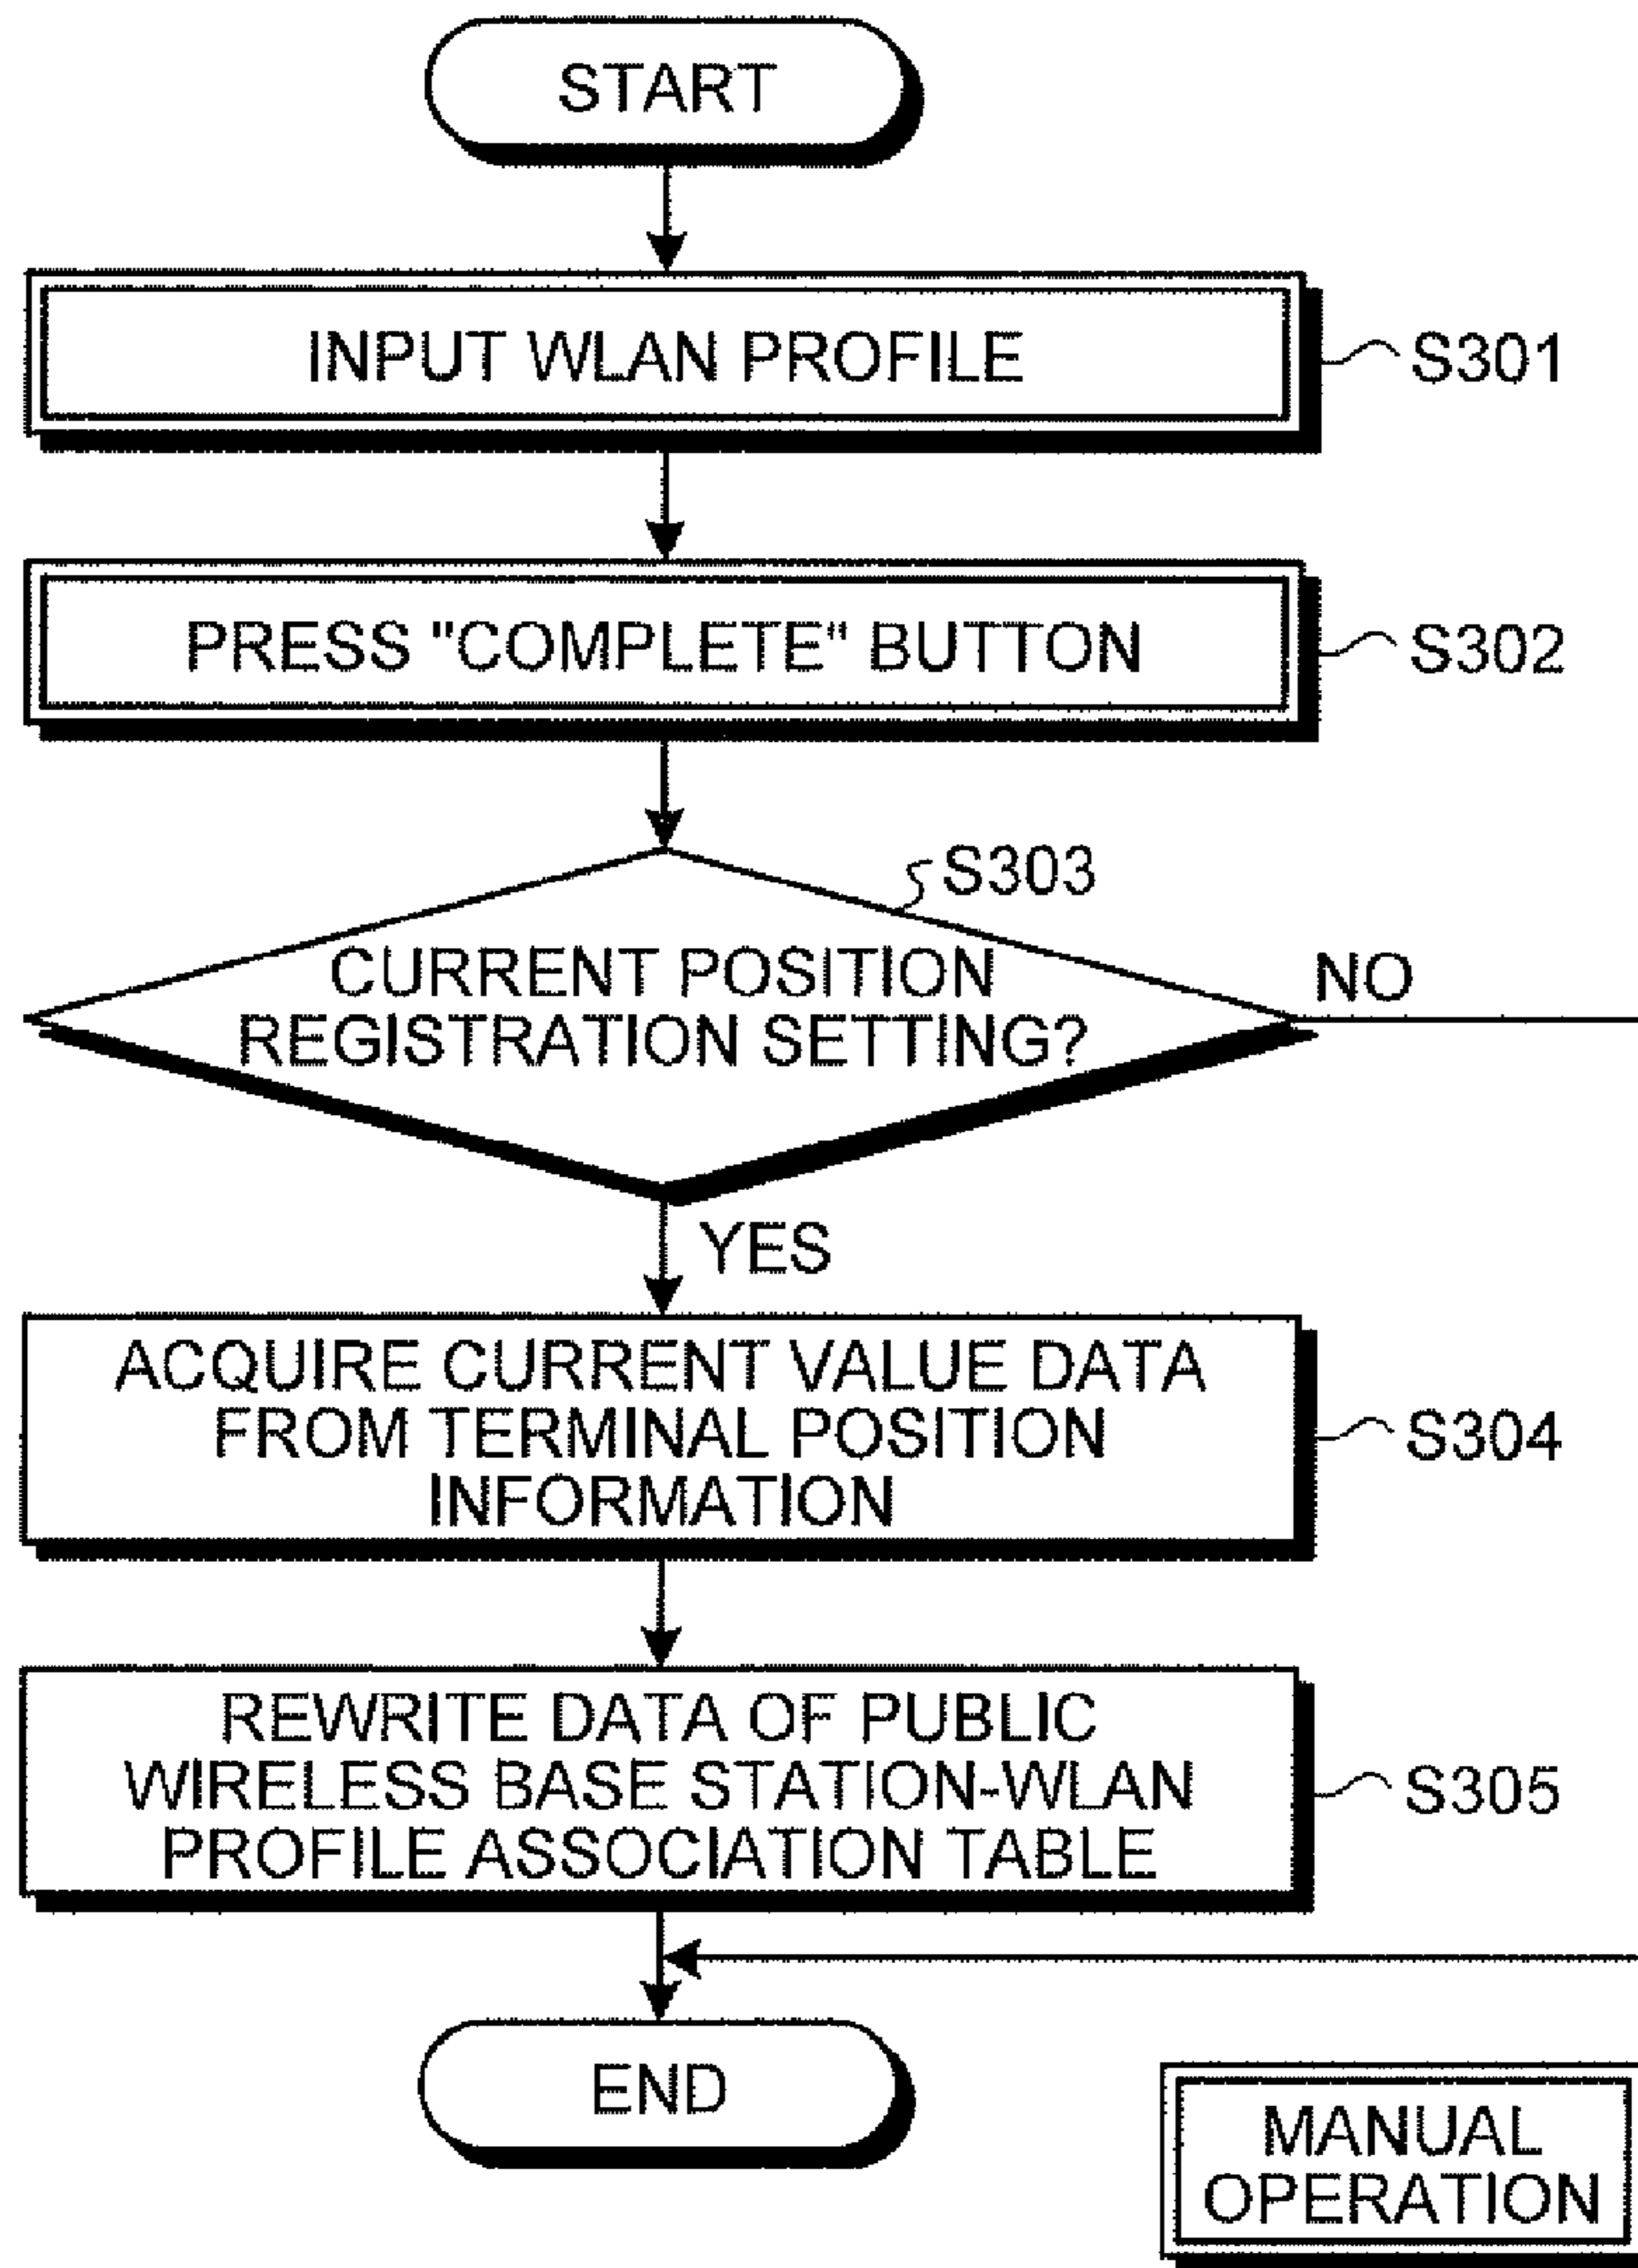 START
INPUT WLAN PROFILE
S301
PRESS "COMPLETE" BUTTON
S302
S303
CURRENT POSITION
REGISTRATION SETTING?
NO
YES
ACQUIRE CURRENT VALUE DATA
FROM TERMINAL POSITION
INFORMATION
S304
REWRITE DATA OF PUBLIC
WIRELESS BASE STATION-WLAN
PROFILE ASSOCIATION TABLE
S305
END
MANUAL
OPERATION